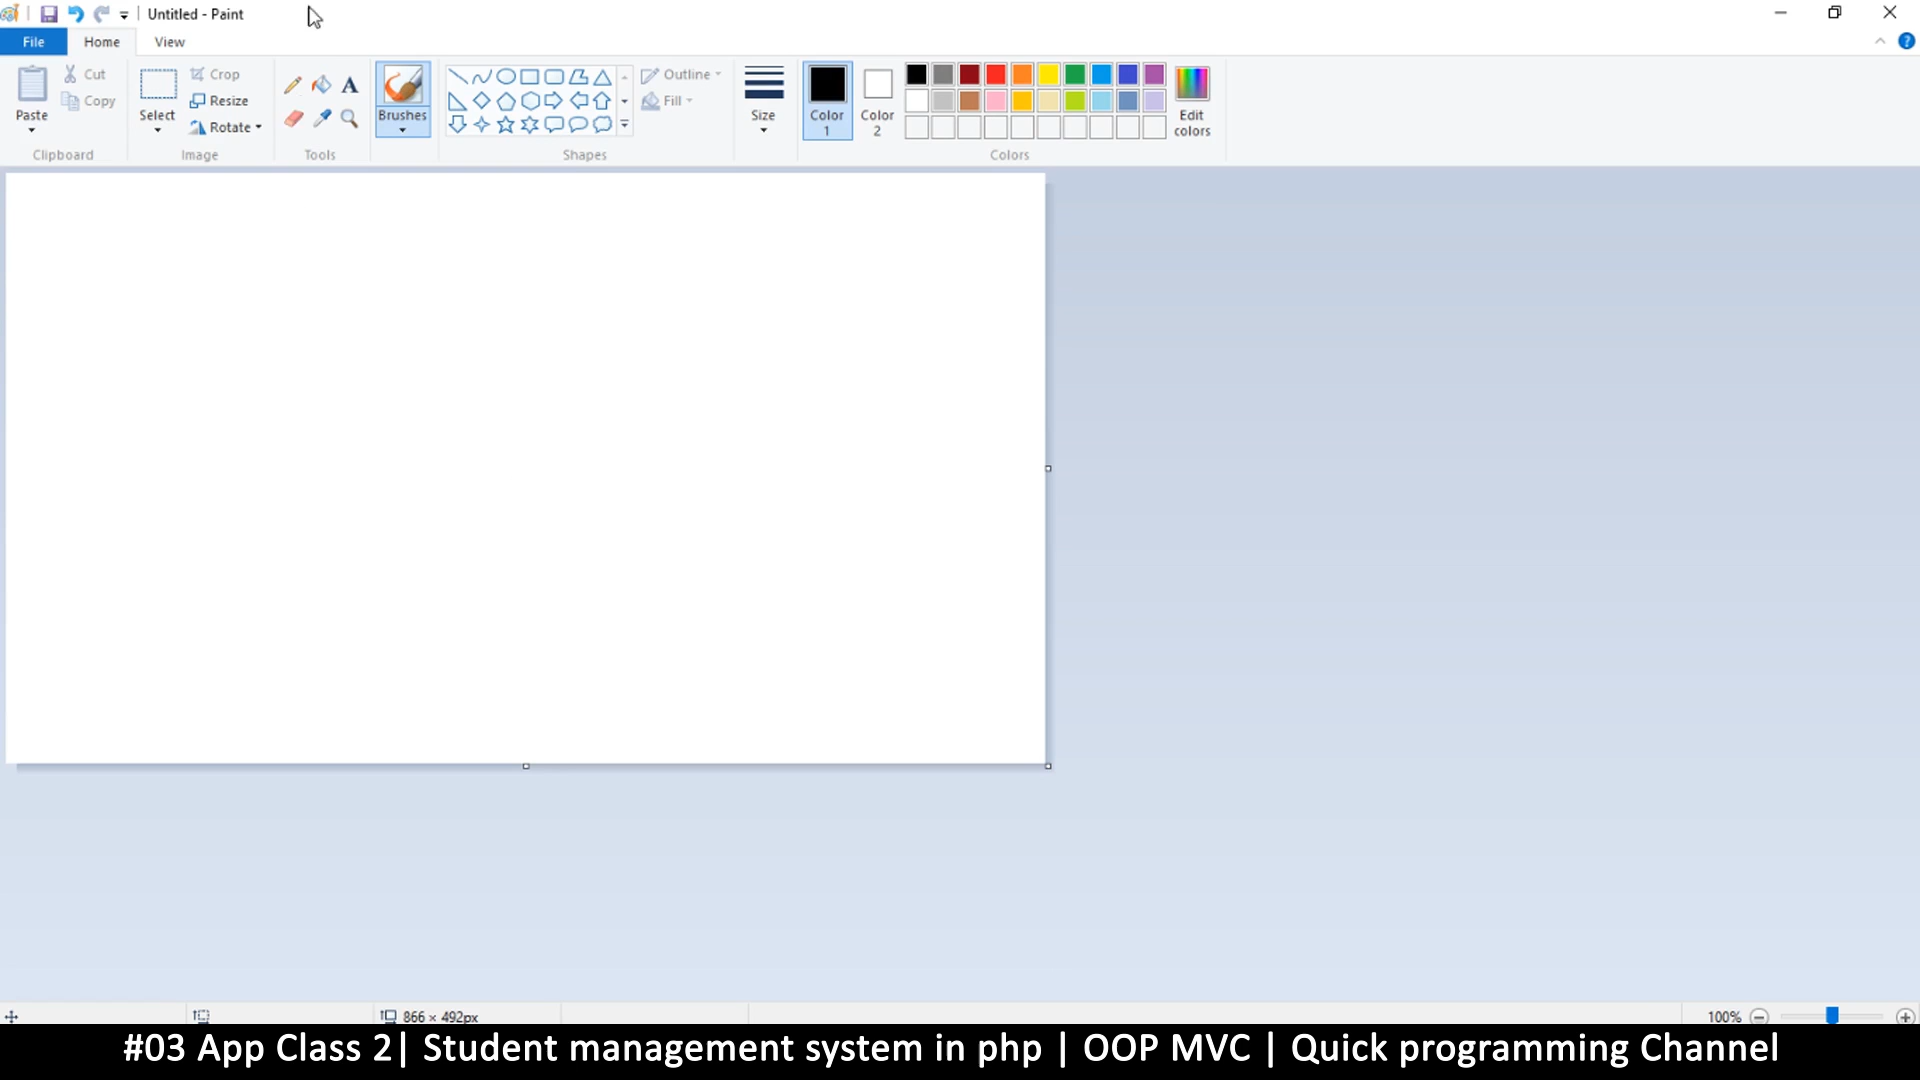 Untitled - Paint
File
Home
View
Paste
Cut
Copy
Clipboard
Select
Crop
Resize
Rotate
Image
A
Tools
Brushes
Shapes
Outline
Fill
Size
Color
1
Color
2
Edit
colors
Colors
?
866 × 492px
100%
#03 App Class 2| Student management system in php | OOP MVC | Quick programming Channel